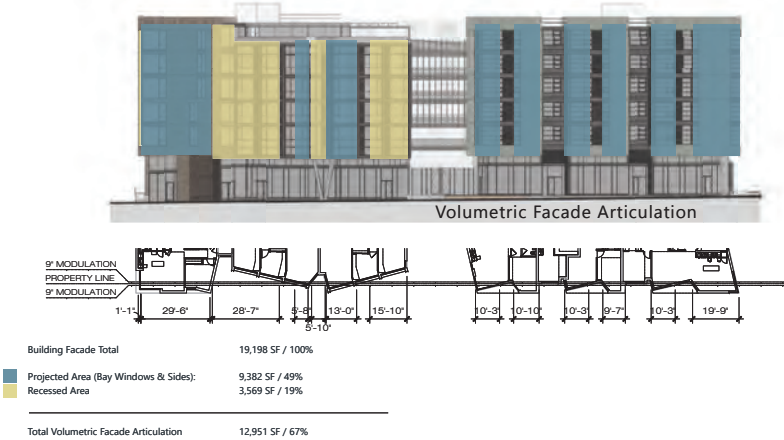 Volumetric Facade Articulation
9" MODULATION
PROPERTY LINE
9" MODULATION
1'-1" 29'-6" 28'-7" 5'-8" 13'-0" 15'-10" 10'-3" 10'-10" 10'-3" 9'-7" 10'-3" 19'-9"
5'-10"
Building Facade Total 19,198 SF / 100%
Projected Area (Bay Windows & Sides): 9,382 SF / 49%
Recessed Area 3,569 SF / 19%
Total Volumetric Facade Articulation 12,951 SF / 67%